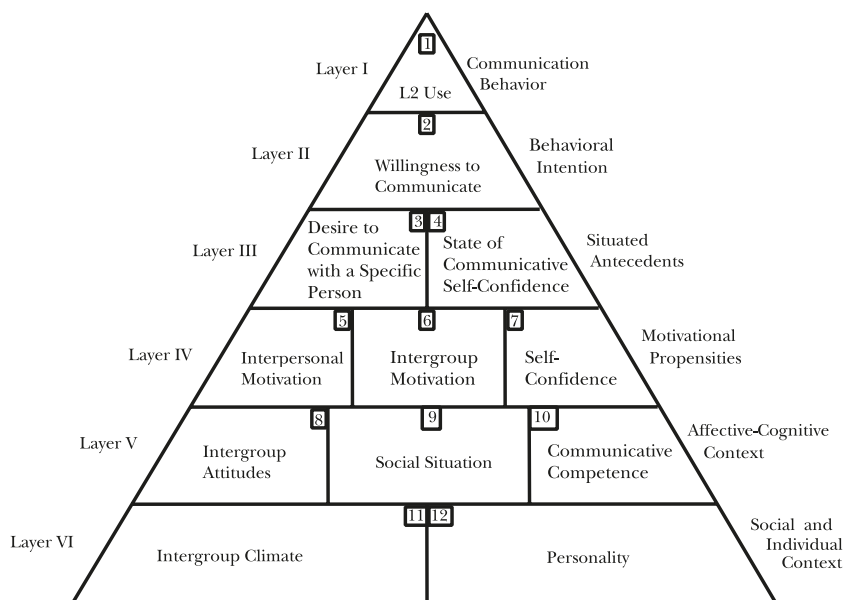 1
Layer I
L2 Use
Communication
Behavior
2
Layer II
Willingness to
Communicate
Behavioral
Intention
3
4
Layer III
Desire to
Communicate
with a Specific
Person
State of
Communicative
Self-Confidence
Situated
Antecedents
5
6
7
Layer IV
Interpersonal
Motivation
Intergroup
Motivation
Self-
Confidence
Motivational
Propensities
8
9
10
Layer V
Intergroup
Attitudes
Social Situation
Communicative
Competence
Affective-Cognitive
Context
11
12
Layer VI
Intergroup Climate
Personality
Social and
Individual
Context